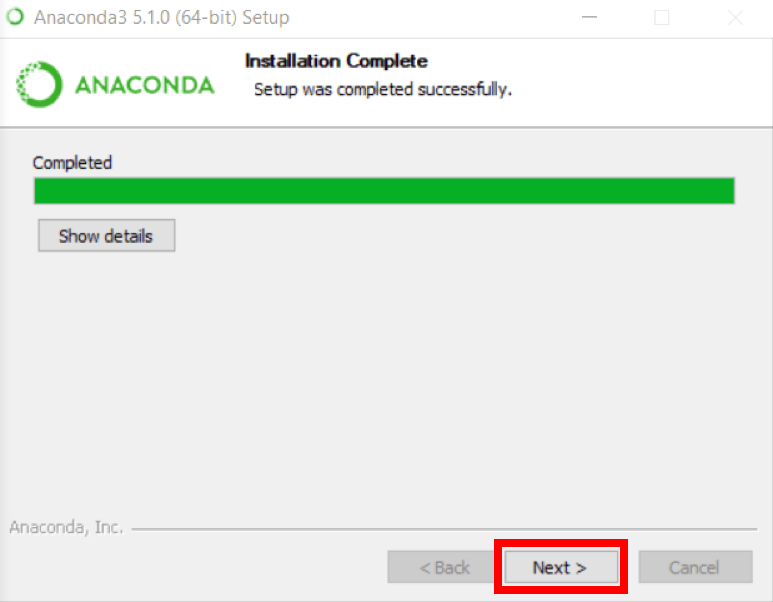 Anaconda3 5.1.0 (64-bit) Setup
ANACONDA
Installation Complete
Setup was completed successfully.
Completed
Show details
Anaconda, Inc.
< Back
Next >
Cancel